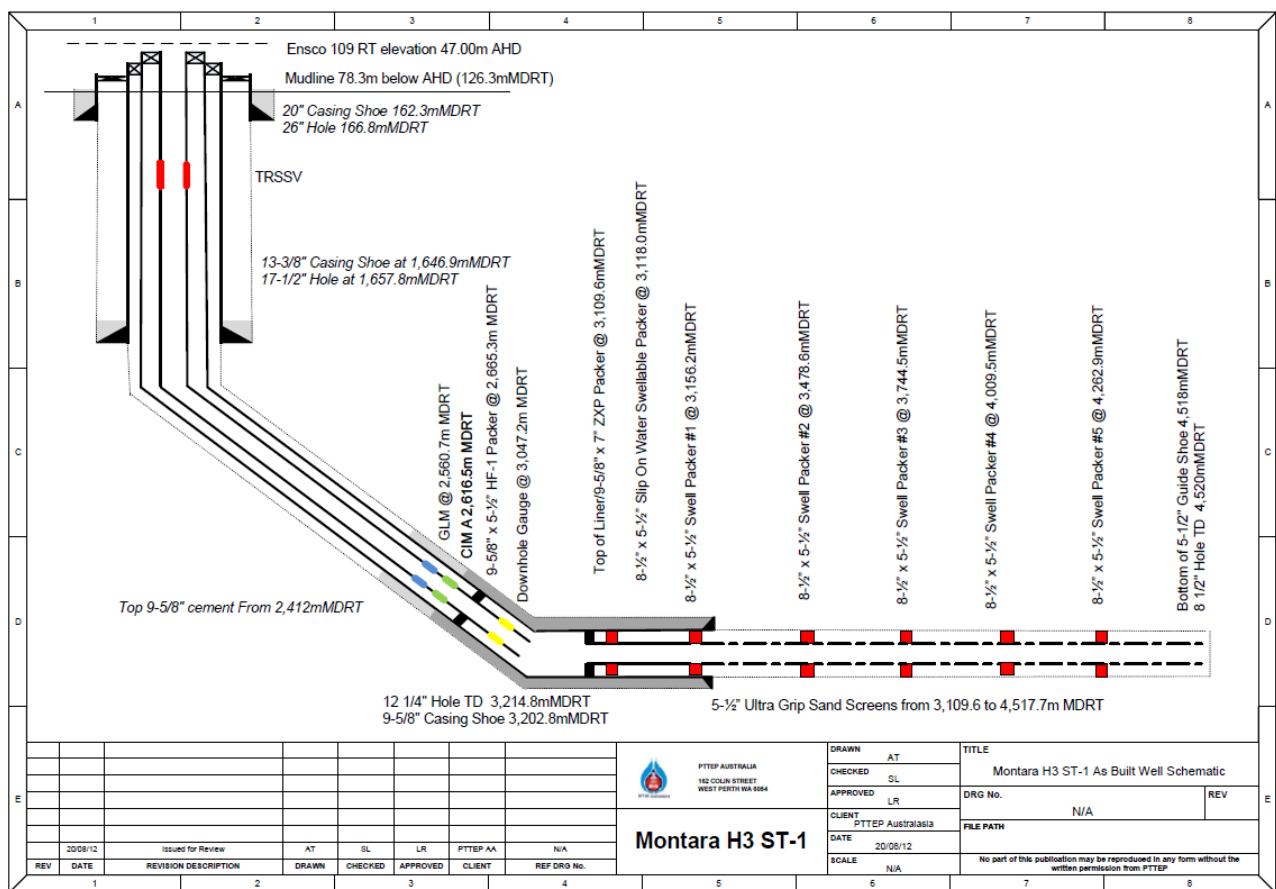 1 2 3 4 5 6 7 8
A A
B B
C C
D D
E E
Ensco 109 RT elevation 47.00m AHD
Mudline 78.3m below AHD (126.3mMDRT)
20" Casing Shoe 162.3mMDRT
26" Hole 166.8mMDRT
TRSSV
13-3/8" Casing Shoe at 1,646.9mMDRT
17-1/2" Hole at 1,657.8mMDRT
GLM @ 2,560.7m MDRT
CIM A 2,616.5m MDRT
9-5/8" x 5-½" HF-1 Packer @ 2,665.3m MDRT
Downhole Gauge @ 3,047.2m MDRT
Top of Liner/9-5/8" x 7" ZXP Packer @ 3,109.6mMDRT
8-½" x 5-½" Slip On Water Swellable Packer @ 3,118.0mMDRT
8-½" x 5-½" Swell Packer #1 @ 3,156.2mMDRT
8-½" x 5-½" Swell Packer #2 @ 3,478.6mMDRT
8-½" x 5-½" Swell Packer #3 @ 3,744.5mMDRT
8-½" x 5-½" Swell Packer #4 @ 4,009.5mMDRT
8-½" x 5-½" Swell Packer #5 @ 4,262.9mMDRT
Bottom of 5-1/2" Guide Shoe 4,518mMDRT
8 1/2" Hole TD 4,520mMDRT
Top 9-5/8" cement From 2,412mMDRT
12 1/4" Hole TD 3,214.8mMDRT
9-5/8" Casing Shoe 3,202.8mMDRT
5-½" Ultra Grip Sand Screens from 3,109.6 to 4,517.7m MDRT
20/08/12 Issued for Review AT SL LR PTTEP AA N/A
REV DATE REVISION DESCRIPTION DRAWN CHECKED APPROVED CLIENT REF DRG No.
PTTEP AUSTRALIA
162 COLIN STREET
WEST PERTH WA 6054
Montara H3 ST-1
DRAWN AT
CHECKED SL
APPROVED LR
CLIENT
PTTEP Australasia
DATE
20/08/12
SCALE
N/A
TITLE
Montara H3 ST-1 As Built Well Schematic
DRG No. REV
N/A
FILE PATH
No part of this publication may be reproduced in any form without the
written permission from PTTEP
1 2 3 4 5 6 7 8